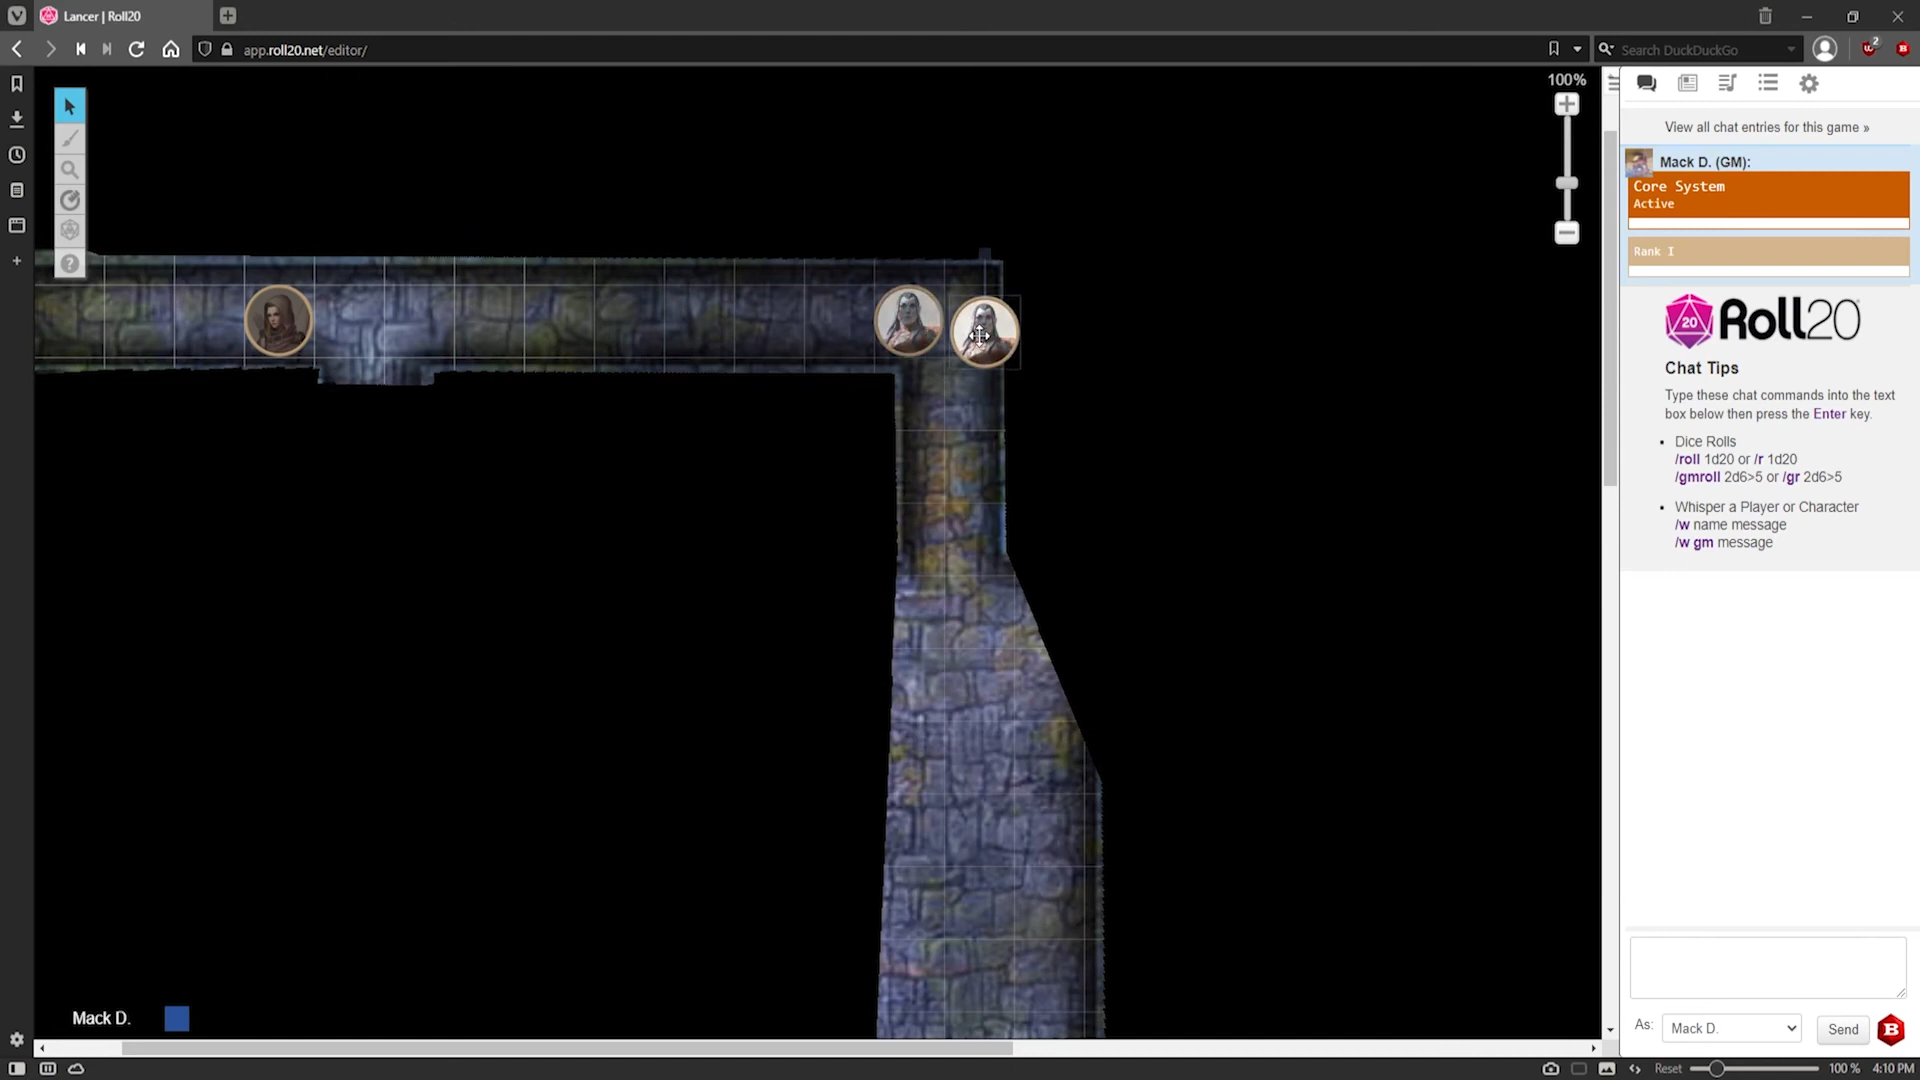 Lancer | Roll20
app.roll20.net/editor/
Search DuckDuckGo
2
100%
View all chat entries for this game »
Mack D. (GM):
Core System
Active
Rank I
20
Roll20
Chat Tips
Type these chat commands into the text
box below then press the Enter key.
Dice Rolls
/roll 1d20 or /r 1d20
/gmroll 2d6>5 or /gr 2d6>5
Whisper a Player or Character
/w name message
/w gm message
Mack D.
As:
Mack D.
Send
B
Reset
100 %
4:10 PM